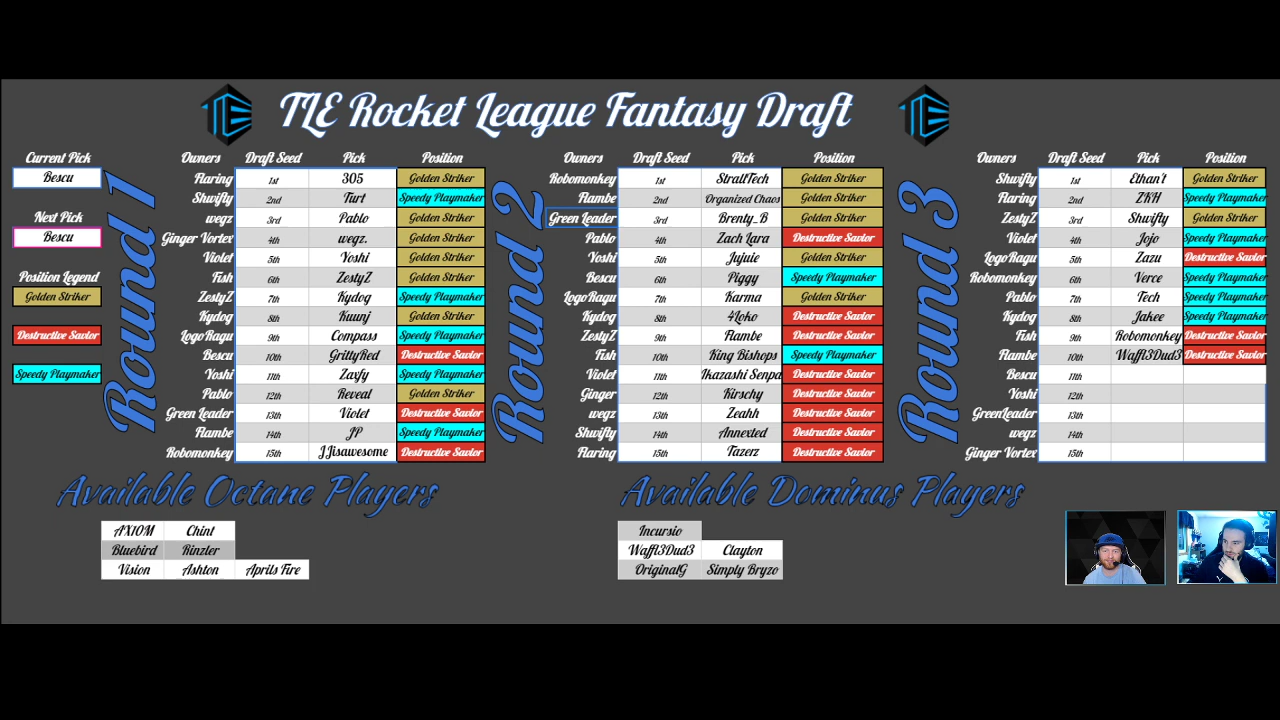 TLE TLE Rocket League Fantasy Draft TLE
Current Pick
Bescu
Next Pick
Bescu
Position Legend
Golden Striker
Destructive Savior
Speedy Playmaker
Round 1
Owners Draft Seed Pick Position
Flaring 1st 305 Golden Striker
Shwifty 2nd Turt Speedy Playmaker
wegz 3rd Pablo Golden Striker
Ginger Vortex 4th wegz. Golden Striker
Violet 5th Yoshi Golden Striker
Fish 6th ZestyZ Golden Striker
ZestyZ 7th Kydog Speedy Playmaker
Kydog 8th Kuunj Golden Striker
LogoRagu 9th Compass Speedy Playmaker
Bescu 10th GrittyRed Destructive Savior
Yoshi 11th Zaxfy Speedy Playmaker
Pablo 12th Reveal Golden Striker
Green Leader 13th Violet Destructive Savior
Flambe 14th JP Speedy Playmaker
Robomonkey 15th JJisawesome Destructive Savior
Round 2
Owners Draft Seed Pick Position
Robomonkey 1st StraltTech Golden Striker
Flambe 2nd Organized Chaos Golden Striker
Green Leader 3rd Brenty_B Golden Striker
Pablo 4th Zach Lara Destructive Savior
Yoshi 5th Jujuie Golden Striker
Bescu 6th Piggy Speedy Playmaker
LogoRagu 7th Karma Golden Striker
Kydog 8th 4Loko Destructive Savior
ZestyZ 9th Flambe Destructive Savior
Fish 10th King Bishops Speedy Playmaker
Violet 11th Ikazashi Senpa Destructive Savior
Ginger 12th Kirschy Destructive Savior
wegz 13th Zeahh Destructive Savior
Shwifty 14th Annexted Destructive Savior
Flaring 15th Tazerz Destructive Savior
Round 3
Owners Draft Seed Pick Position
Shwifty 1st Ethan't Golden Striker
Flaring 2nd ZKH Speedy Playmaker
ZestyZ 3rd Shwifty Golden Striker
Violet 4th Jojo Speedy Playmaker
LogoRagu 5th Zazu Destructive Savior
Robomonkey 6th Verce Speedy Playmaker
Pablo 7th Tech Speedy Playmaker
Kydog 8th Jakee Speedy Playmaker
Fish 9th Robomonkey Destructive Savior
Flambe 10th Waffl3Dud3 Destructive Savior
Bescu 11th
Yoshi 12th
GreenLeader 13th
wegz 14th
Ginger Vortex 15th
Available Octane Players
AXIOM Chint
Bluebird Rinzler
Vision Ashton Aprils Fire
Available Dominus Players
Incursio
Waffl3Dud3 Clayton
OriginalG Simply Bryzo